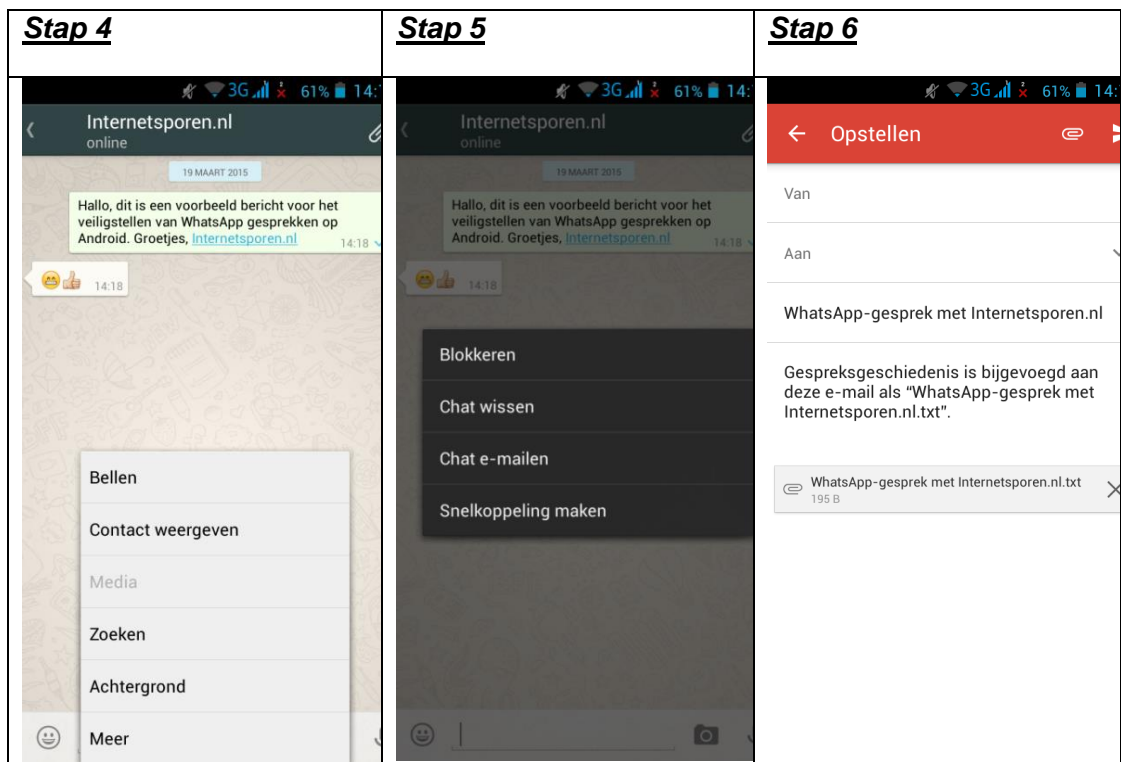 Stap 4
3G 61% 14:
Internetsporen.nl
online
19 MAART 2015
Hallo, dit is een voorbeeld bericht voor het
veiligstellen van WhatsApp gesprekken op
Android. Groetjes, Internetsporen.nl 14:18
14:18
Bellen
Contact weergeven
Media
Zoeken
Achtergrond
Meer
Stap 5
3G 61% 14:
Internetsporen.nl
online
19 MAART 2015
Hallo, dit is een voorbeeld bericht voor het
veiligstellen van WhatsApp gesprekken op
Android. Groetjes, Internetsporen.nl 14:18
14:18
Blokkeren
Chat wissen
Chat e-mailen
Snelkoppeling maken
Stap 6
3G 61% 14:
Opstellen
Van
Aan
WhatsApp-gesprek met Internetsporen.nl
Gespreksgeschiedenis is bijgevoegd aan
deze e-mail als “WhatsApp-gesprek met
Internetsporen.nl.txt”.
WhatsApp-gesprek met Internetsporen.nl.txt
195 B